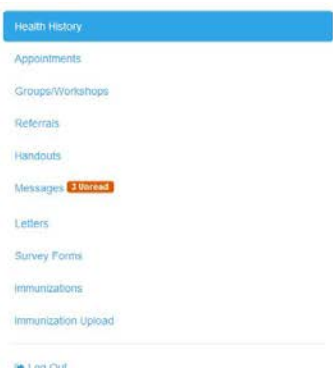 Health History
Appointments
Groups/Workshops
Referrals
Handouts
Messages 3 Unread
Letters
Survey Forms
Immunizations
Immunization Upload
Log Out